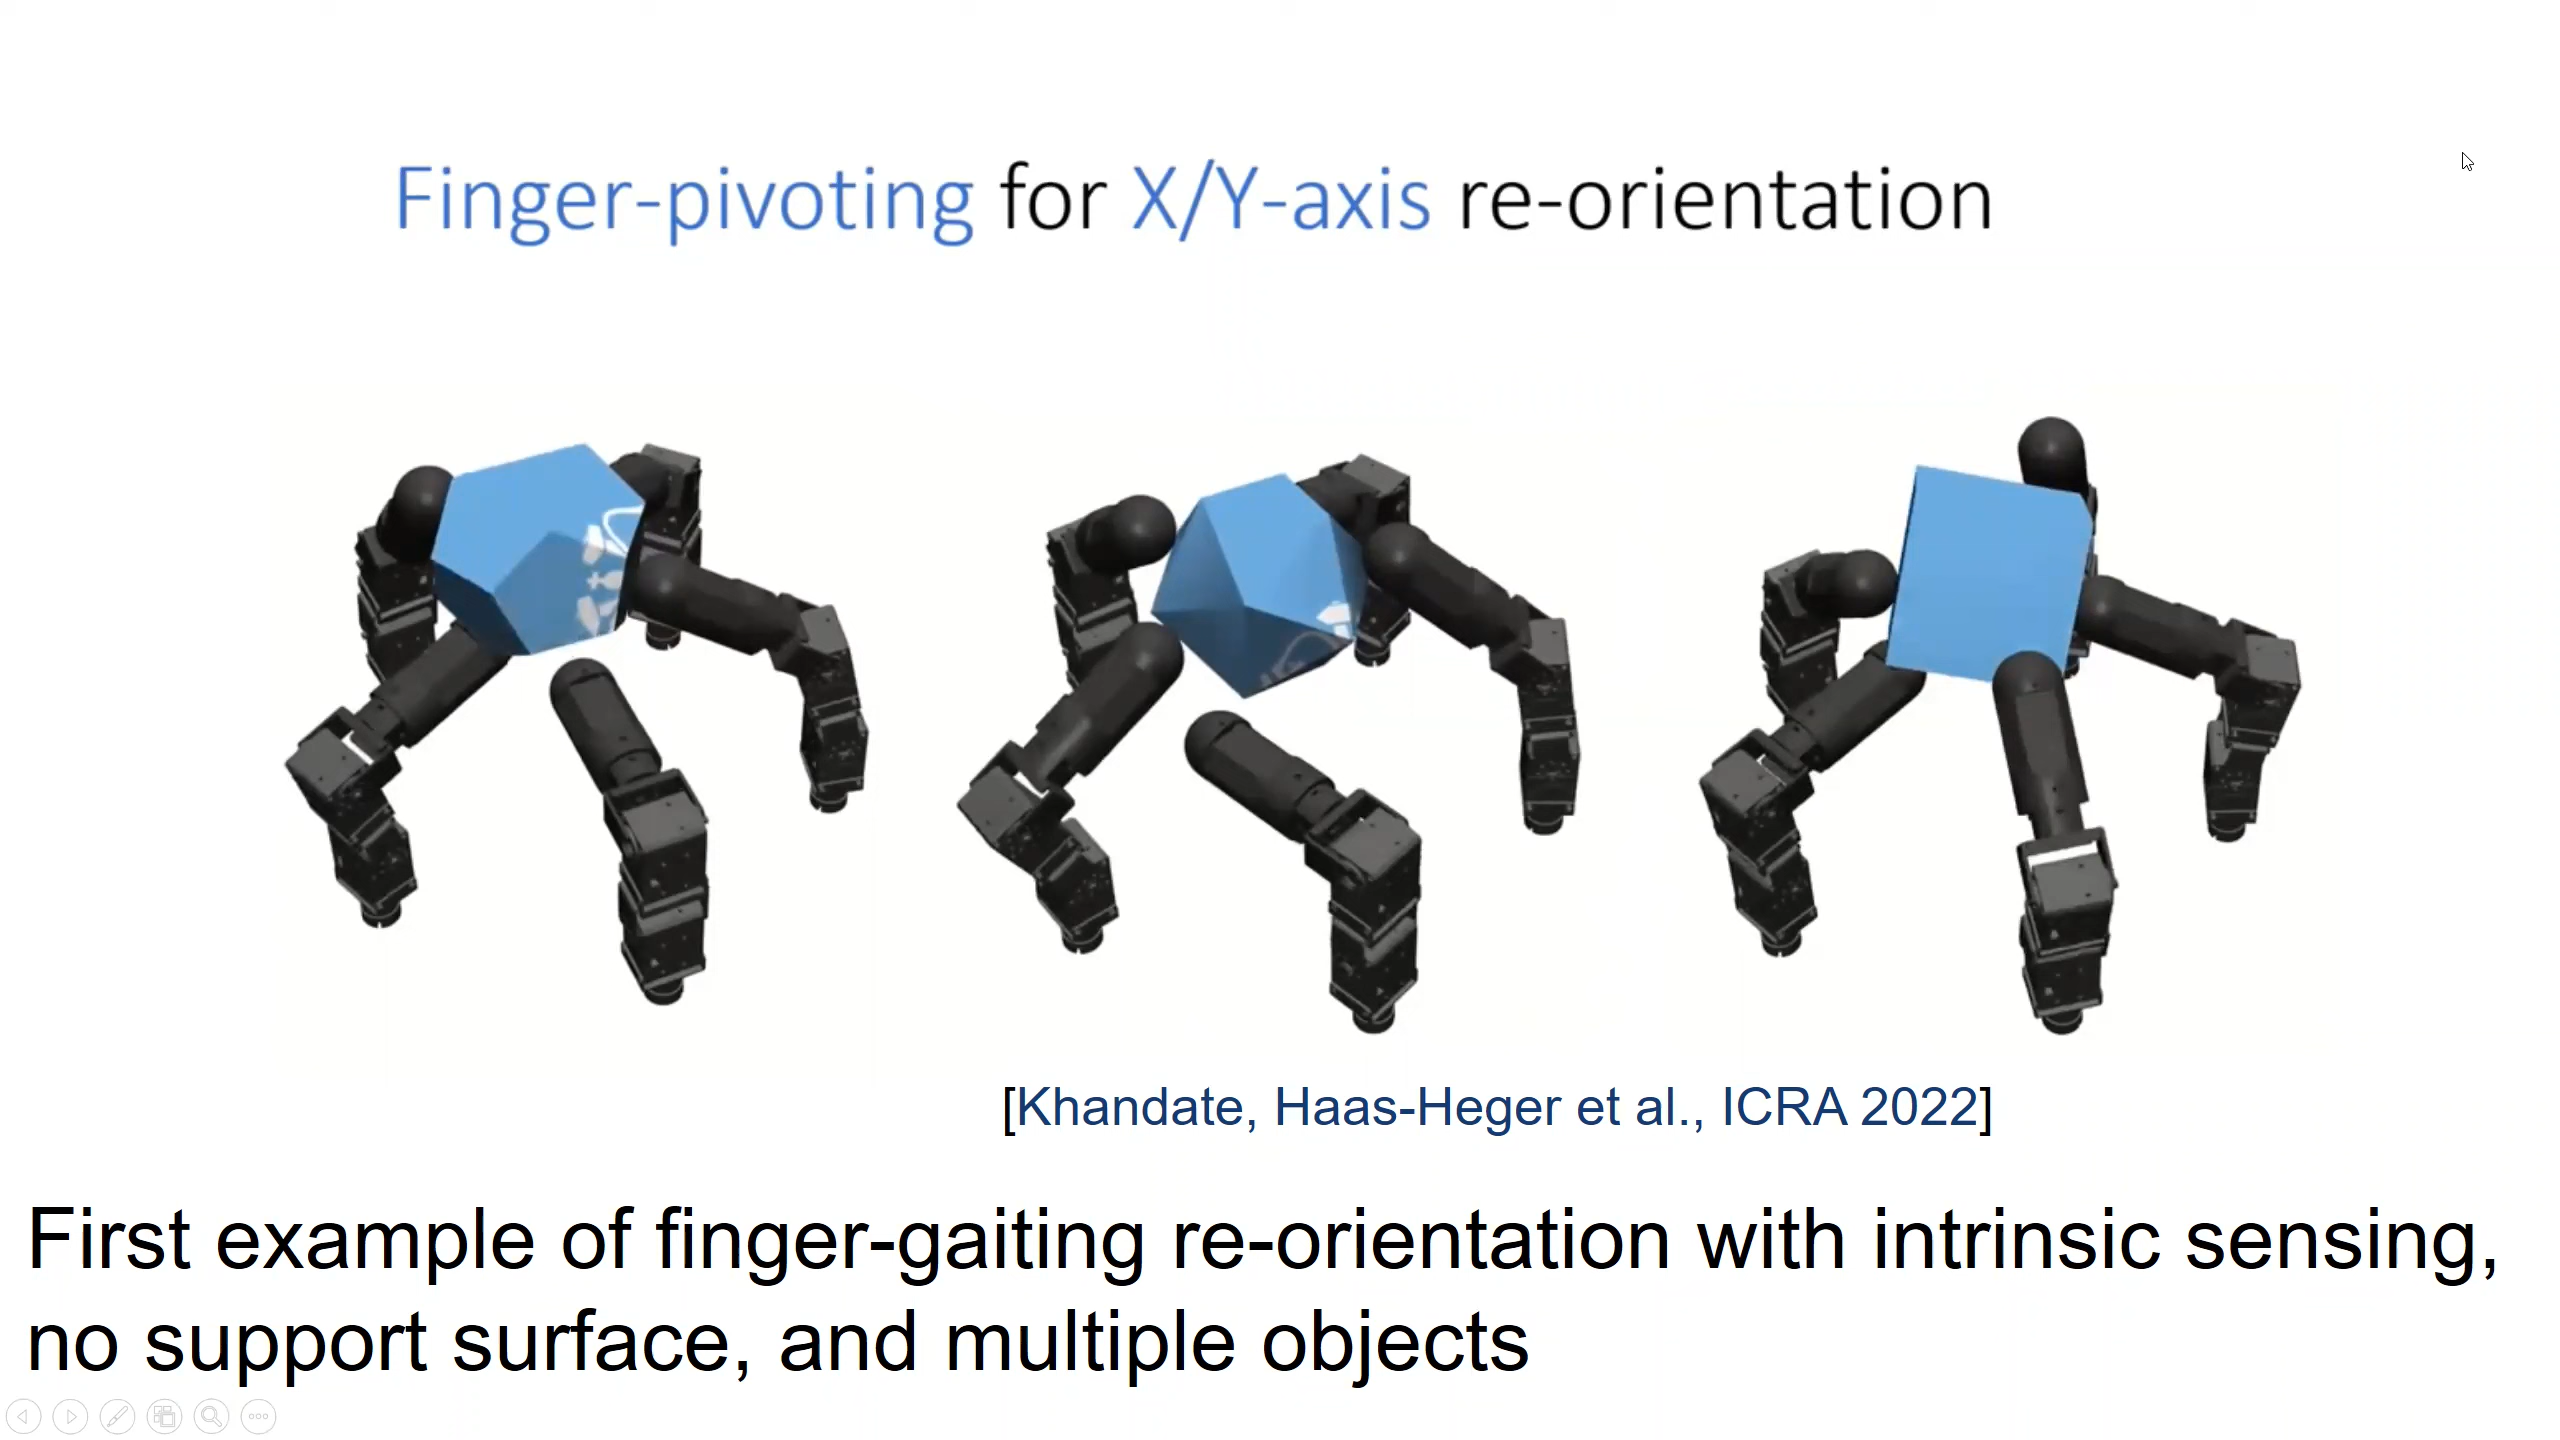 Finger-pivoting for X/Y-axis re-orientation
[Khandate, Haas-Heger et al., ICRA 2022]
First example of finger-gaiting re-orientation with intrinsic sensing,
no support surface, and multiple objects